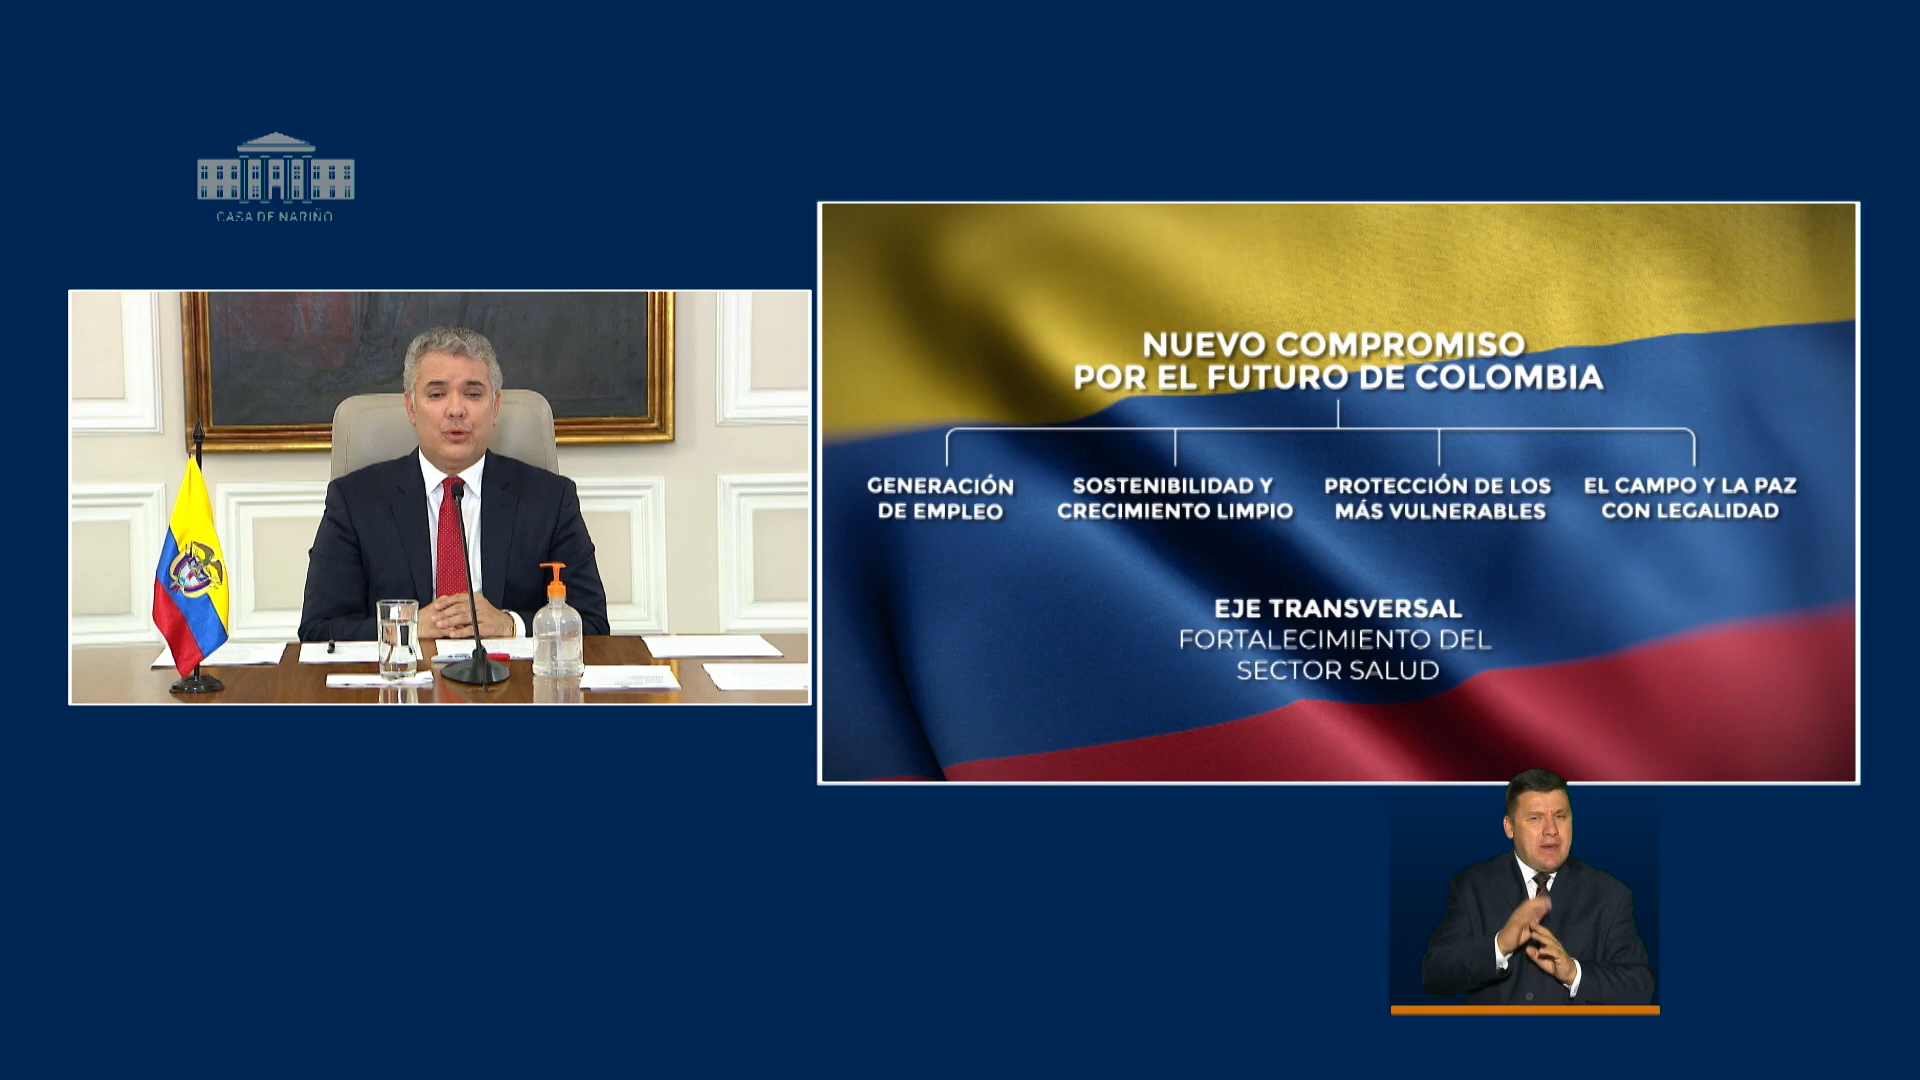 CASA DE NARIÑO
NUEVO COMPROMISO
POR EL FUTURO DE COLOMBIA
GENERACIÓN
DE EMPLEO
SOSTENIBILIDAD Y
CRECIMIENTO LIMPIO
PROTECCIÓN DE LOS
MÁS VULNERABLES
EL CAMPO Y LA PAZ
CON LEGALIDAD
EJE TRANSVERSAL
FORTALECIMIENTO DEL
SECTOR SALUD